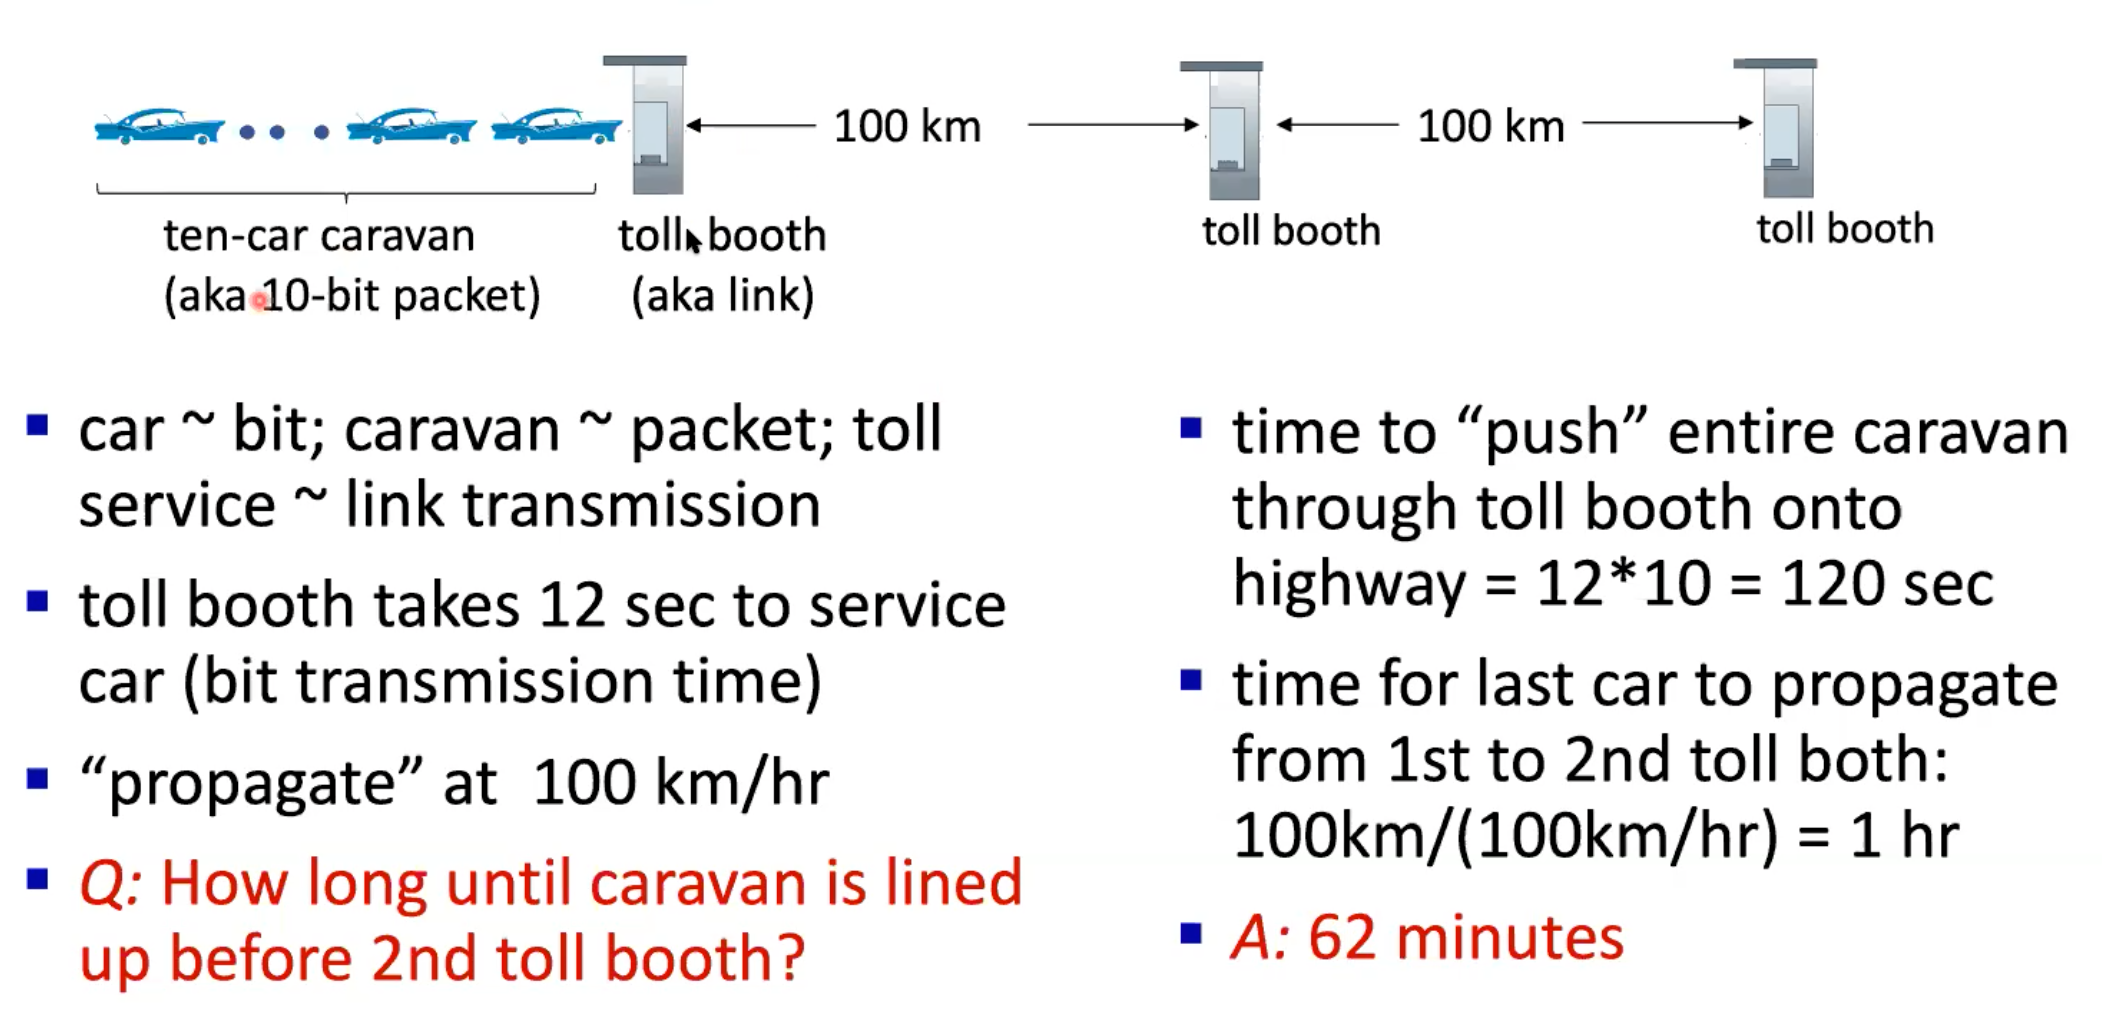 100 km
100 km
ten-car caravan
(aka 10-bit packet)
toll booth
(aka link)
toll booth
toll booth
car ~ bit; caravan ~ packet; toll
service ~ link transmission
toll booth takes 12 sec to service
car (bit transmission time)
“propagate” at 100 km/hr
Q: How long until caravan is lined
up before 2nd toll booth?
time to “push” entire caravan
through toll booth onto
highway = 12*10 = 120 sec
time for last car to propagate
from 1st to 2nd toll both:
100km/(100km/hr) = 1 hr
A: 62 minutes